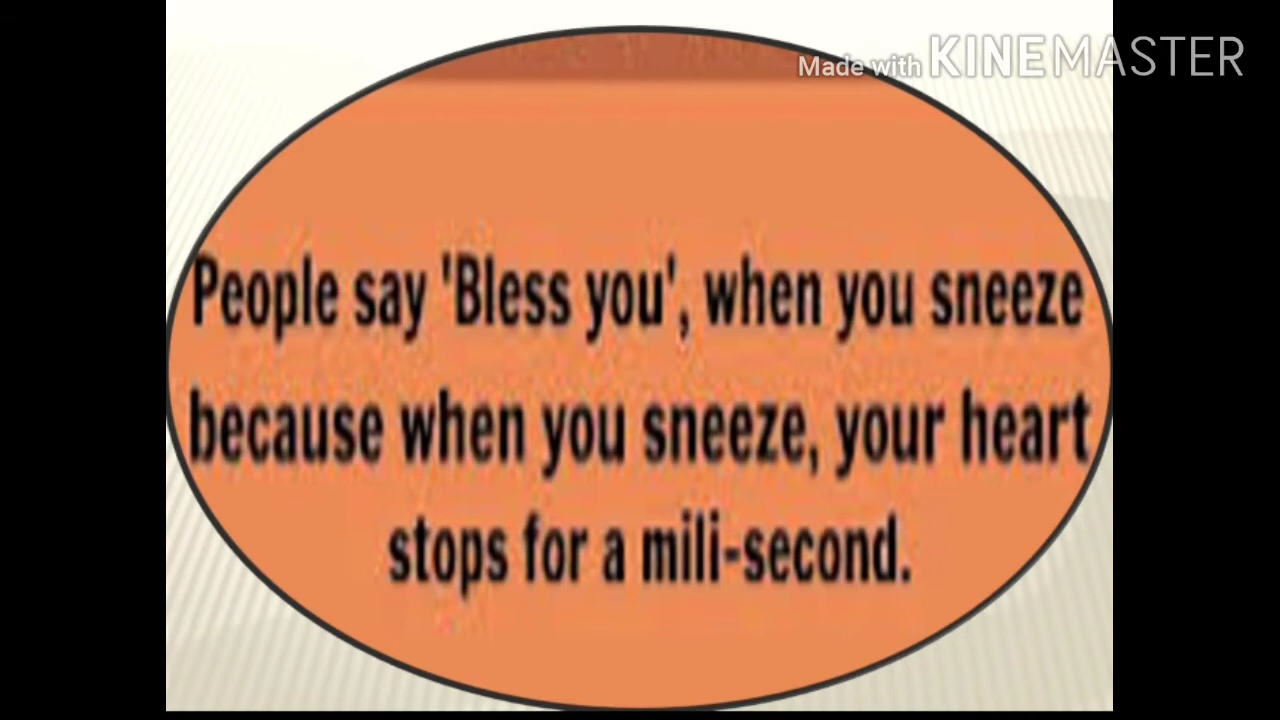 Made with KINEMASTER
People say 'Bless you', when you sneeze
because when you sneeze, your heart
stops for a mili-second.